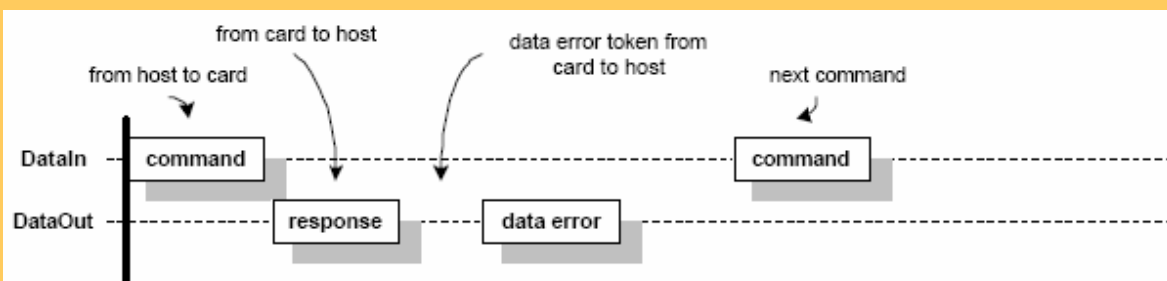 from card to host
data error token from
card to host
from host to card
next command
DataIn
command
command
DataOut
response
data error